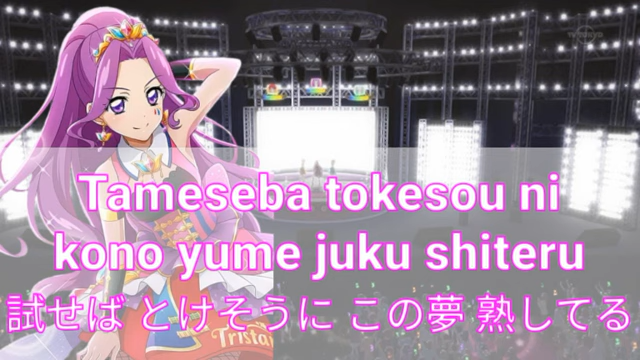 Tameseba tokesou ni
kono yume juku shiteru
試せば とけそうに この夢 熟してる
Trista